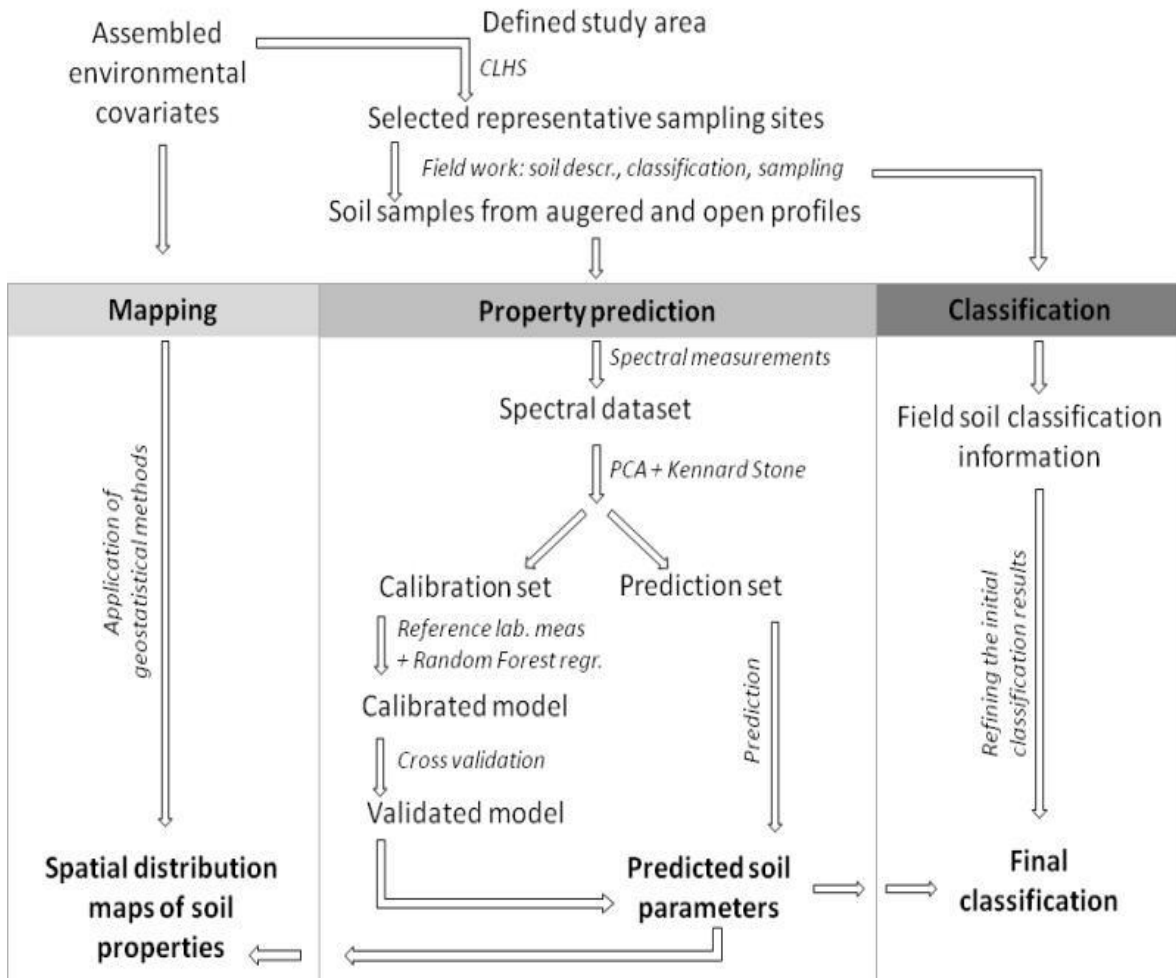 Defined study area
Assembled
environmental
covariates
CLHS
Selected representative sampling sites
Field work: soil descr., classification, sampling
Soil samples from augered and open profiles
Mapping
Property prediction
Classification
Application of
geostatistical methods
Spectral measurements
Spectral dataset
PCA + Kennard Stone
Calibration set
Prediction set
Reference lab. meas
+ Random Forest regr.
Calibrated model
Cross validation
Validated model
Prediction
Field soil classification
information
Refining the initial
classification results
Spatial distribution
maps of soil
properties
Predicted soil
parameters
Final
classification